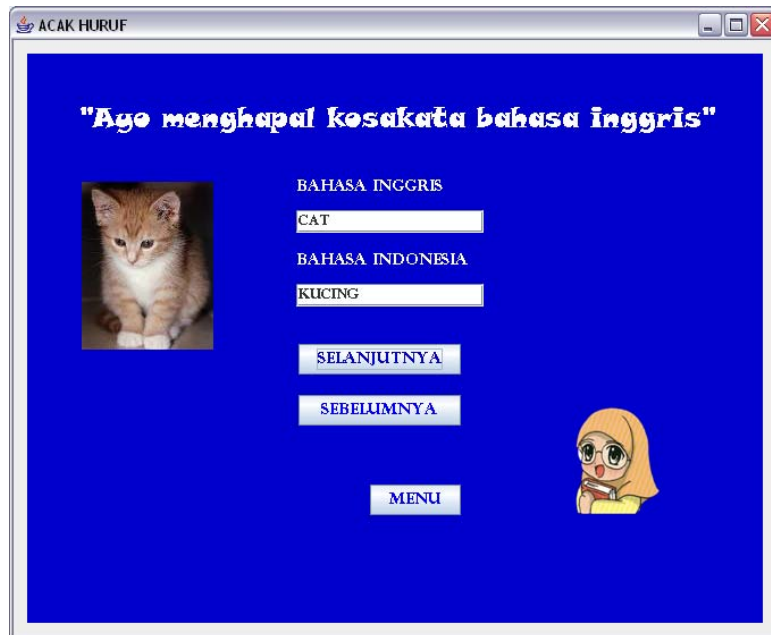 ACAK HURUF
"Ayo menghapal kosakata bahasa inggris"
BAHASA INGGRIS
CAT
BAHASA INDONESIA
KUCING
SELANJUTNYA
SEBELUMNYA
MENU